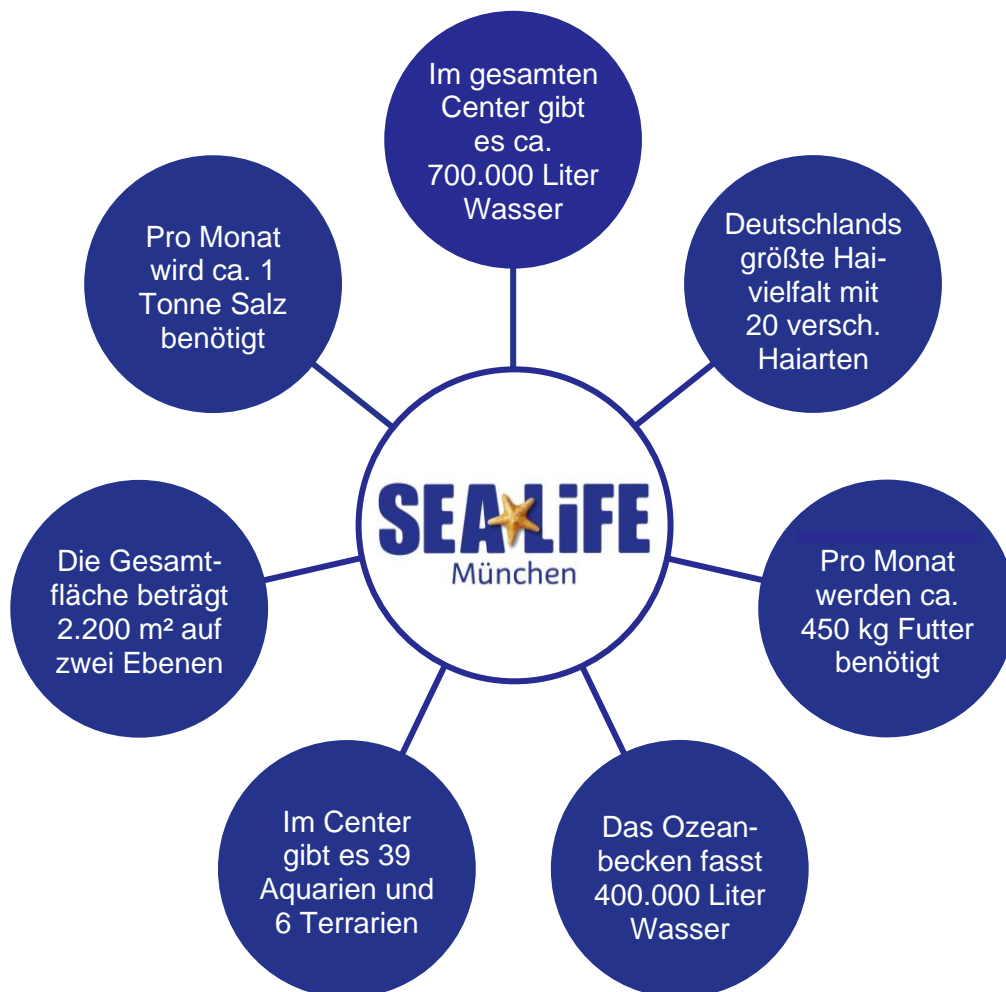 Im gesamten
Center gibt
es ca.
700.000 Liter
Wasser
Deutschlands
größte Hai-
vielfalt mit
20 versch.
Haiarten
Pro Monat
werden ca.
450 kg Futter
benötigt
Das Ozean-
becken fasst
400.000 Liter
Wasser
Im Center
gibt es 39
Aquarien und
6 Terrarien
Die Gesamt-
fläche beträgt
2.200 m² auf
zwei Ebenen
Pro Monat
wird ca. 1
Tonne Salz
benötigt
SEA LiFE
München